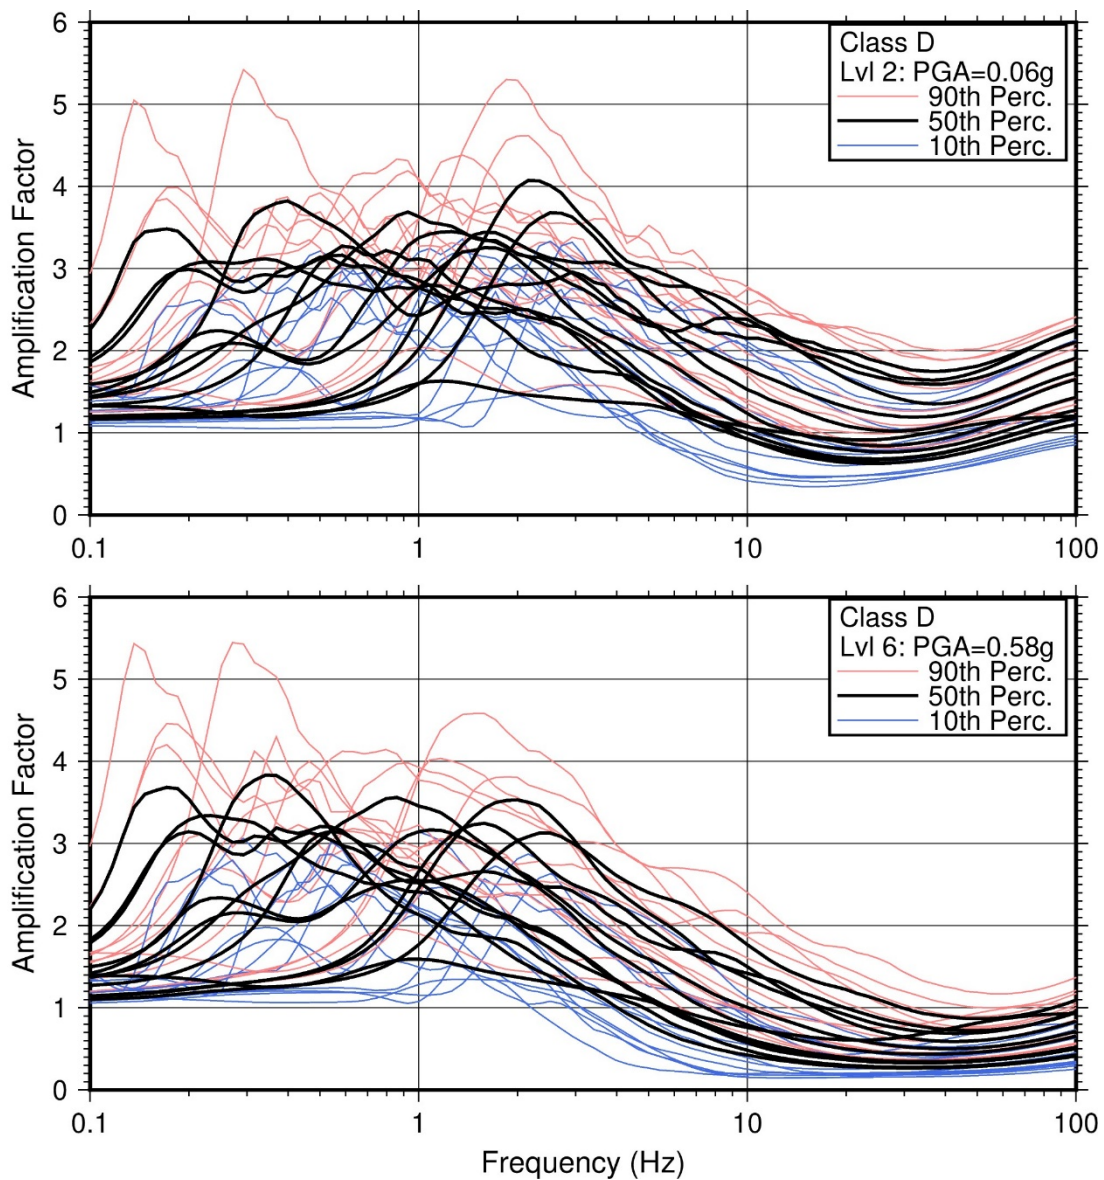 6
5
4
3
2
1
0
Amplification Factor
Class D
Lvl 2: PGA=0.06g
90th Perc.
50th Perc.
10th Perc.
0.1
1
10
100
6
5
4
3
2
1
0
Amplification Factor
Class D
Lvl 6: PGA=0.58g
90th Perc.
50th Perc.
10th Perc.
0.1
1
10
100
Frequency (Hz)